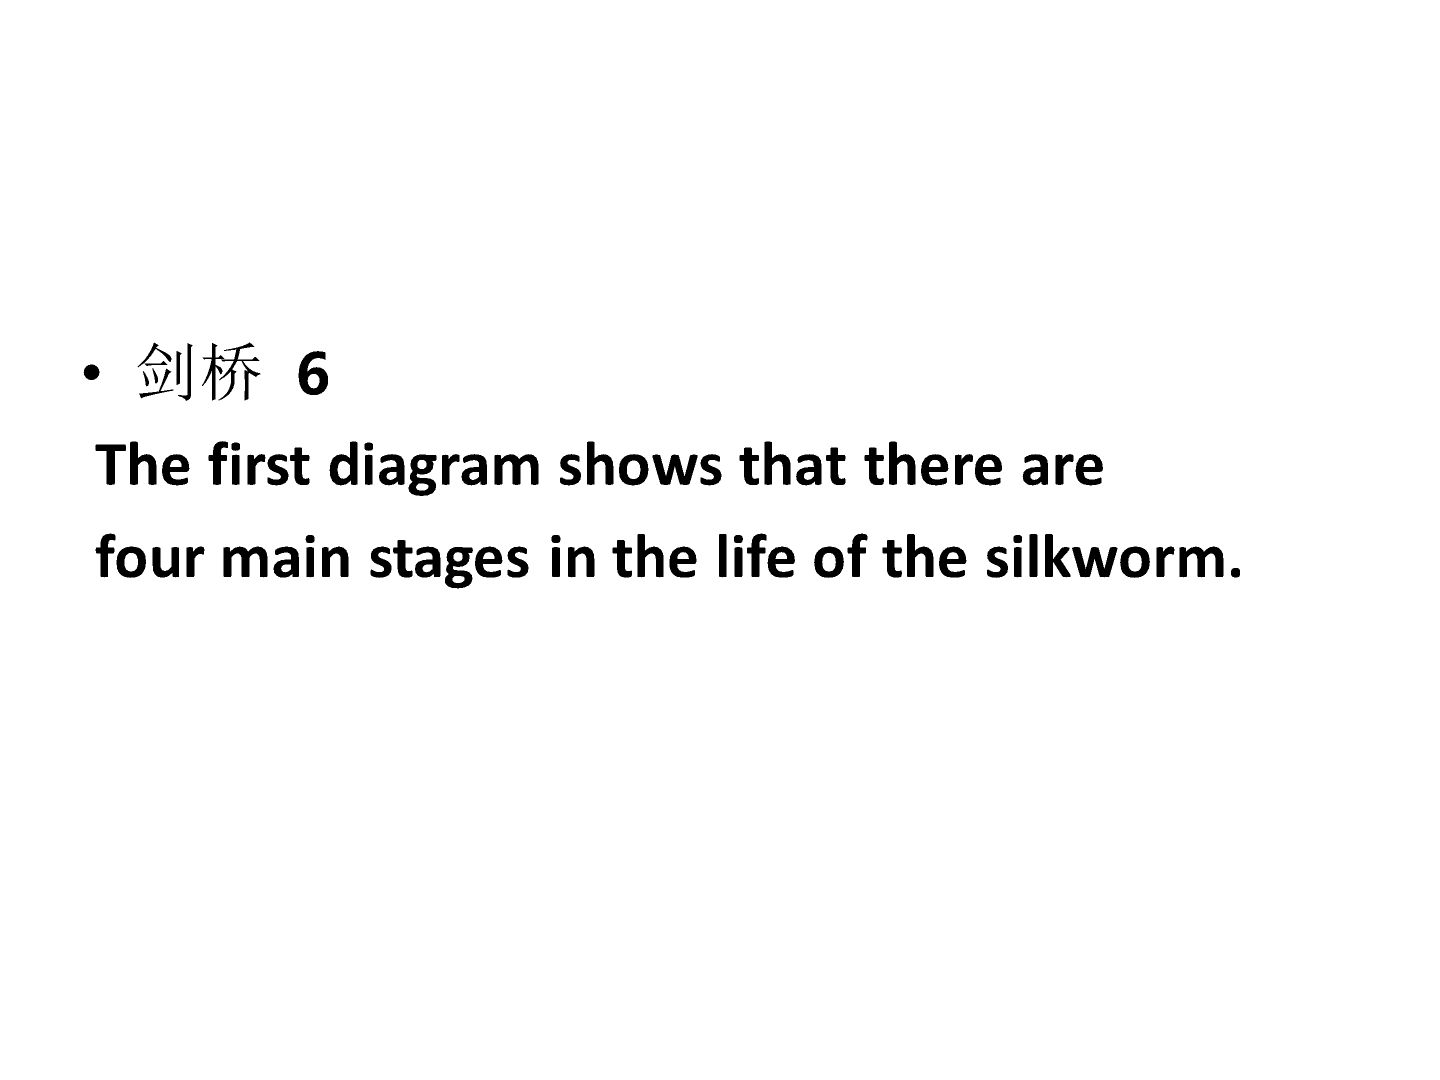 • 剑桥 6
The first diagram shows that there are
four main stages in the life of the silkworm.